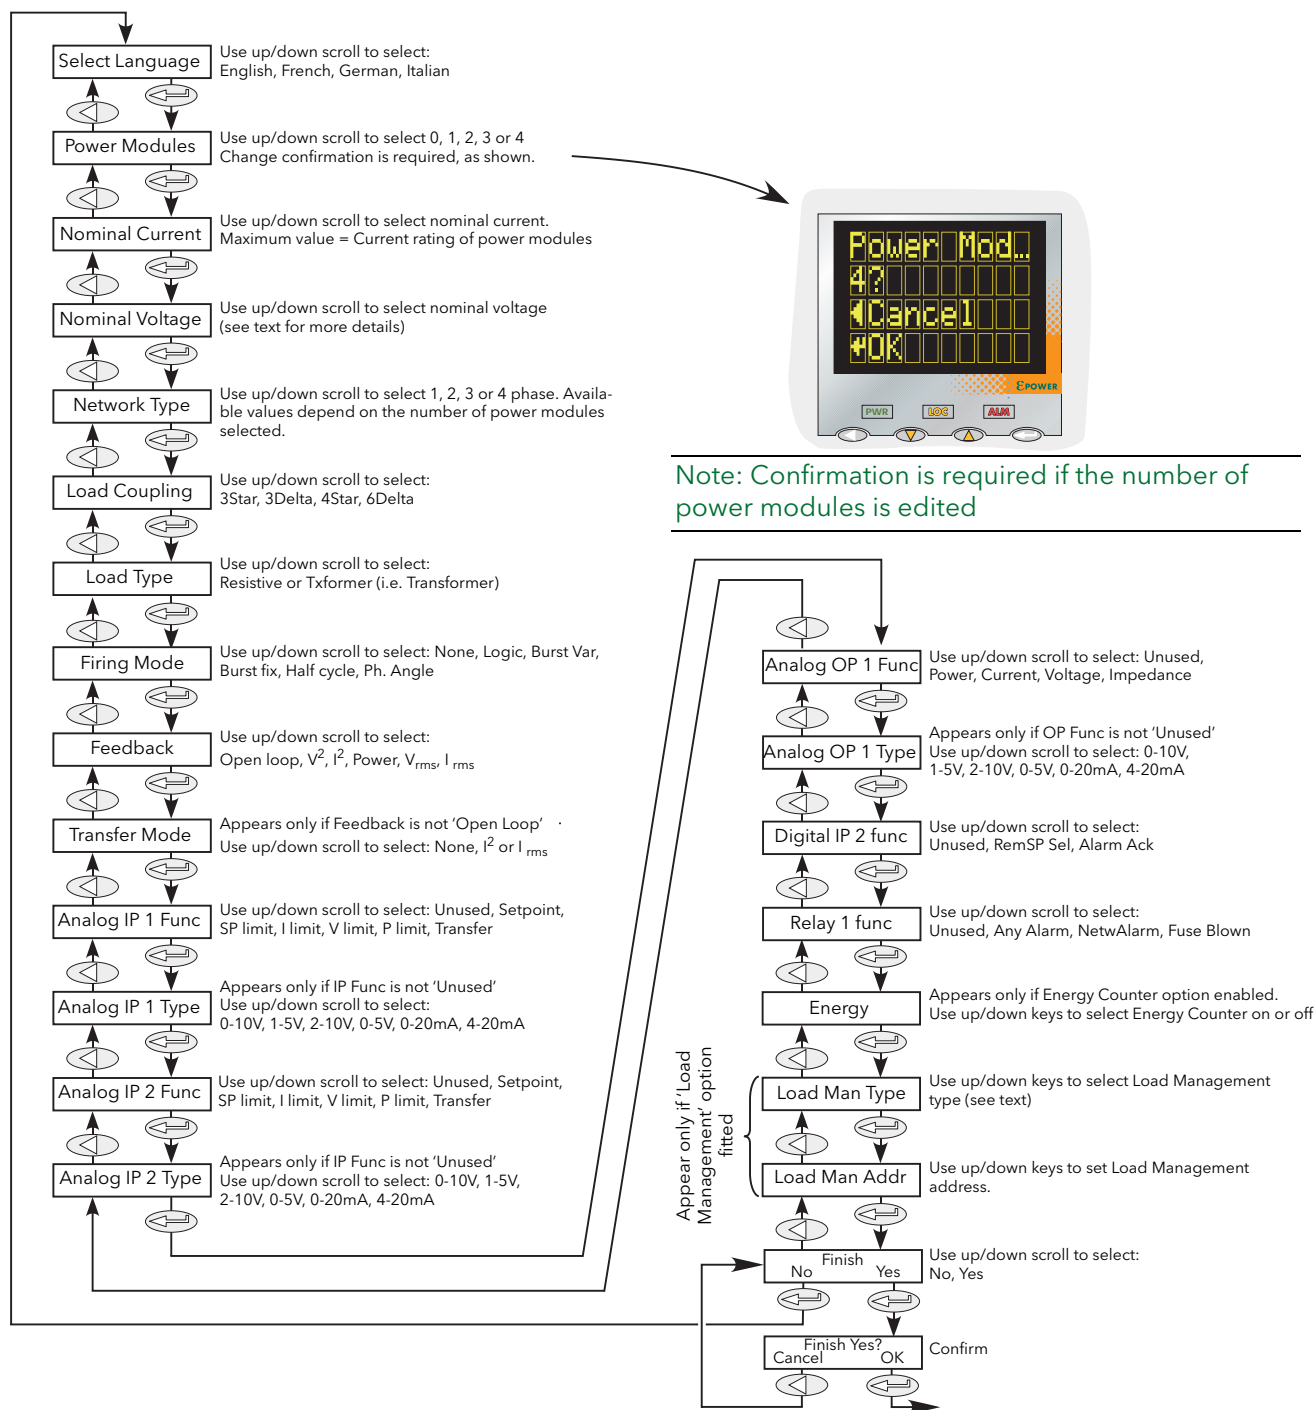 Select Language
Use up/down scroll to select:
English, French, German, Italian
Power Modules
Use up/down scroll to select 0, 1, 2, 3 or 4
Change confirmation is required, as shown.
Nominal Current
Use up/down scroll to select nominal current.
Maximum value = Current rating of power modules
Nominal Voltage
Use up/down scroll to select nominal voltage
(see text for more details)
Network Type
Use up/down scroll to select 1, 2, 3 or 4 phase. Availa-
ble values depend on the number of power modules
selected.
Load Coupling
Use up/down scroll to select:
3Star, 3Delta, 4Star, 6Delta
Load Type
Use up/down scroll to select:
Resistive or Txformer (i.e. Transformer)
Firing Mode
Use up/down scroll to select: None, Logic, Burst Var,
Burst fix, Half cycle, Ph. Angle
Feedback
Use up/down scroll to select:
Open loop, V², I², Power, Vrms, I rms
Transfer Mode
Appears only if Feedback is not ‘Open Loop’ ·
Use up/down scroll to select: None, I² or I rms
Analog IP 1 Func
Use up/down scroll to select: Unused, Setpoint,
SP limit, I limit, V limit, P limit, Transfer
Analog IP 1 Type
Appears only if IP Func is not ‘Unused’
Use up/down scroll to select:
0-10V, 1-5V, 2-10V, 0-5V, 0-20mA, 4-20mA
Analog IP 2 Func
Use up/down scroll to select: Unused, Setpoint,
SP limit, I limit, V limit, P limit, Transfer
Analog IP 2 Type
Appears only if IP Func is not ‘Unused’
Use up/down scroll to select: 0-10V, 1-5V,
2-10V, 0-5V, 0-20mA, 4-20mA
Power Mod...
4?
Cancel
OK
εPOWER
PWR
LOC
ALM
Note: Confirmation is required if the number of
power modules is edited
Analog OP 1 Func
Use up/down scroll to select: Unused,
Power, Current, Voltage, Impedance
Analog OP 1 Type
Appears only if OP Func is not ‘Unused’
Use up/down scroll to select: 0-10V,
1-5V, 2-10V, 0-5V, 0-20mA, 4-20mA
Digital IP 2 func
Use up/down scroll to select:
Unused, RemSP Sel, Alarm Ack
Relay 1 func
Use up/down scroll to select:
Unused, Any Alarm, NetwAlarm, Fuse Blown
Energy
Appears only if Energy Counter option enabled.
Use up/down keys to select Energy Counter on or off
Appear only if ‘Load
Management’ option
fitted
Load Man Type
Use up/down keys to select Load Management
type (see text)
Load Man Addr
Use up/down keys to set Load Management
address.
Finish
No Yes
Use up/down scroll to select:
No, Yes
Finish Yes?
Cancel OK
Confirm